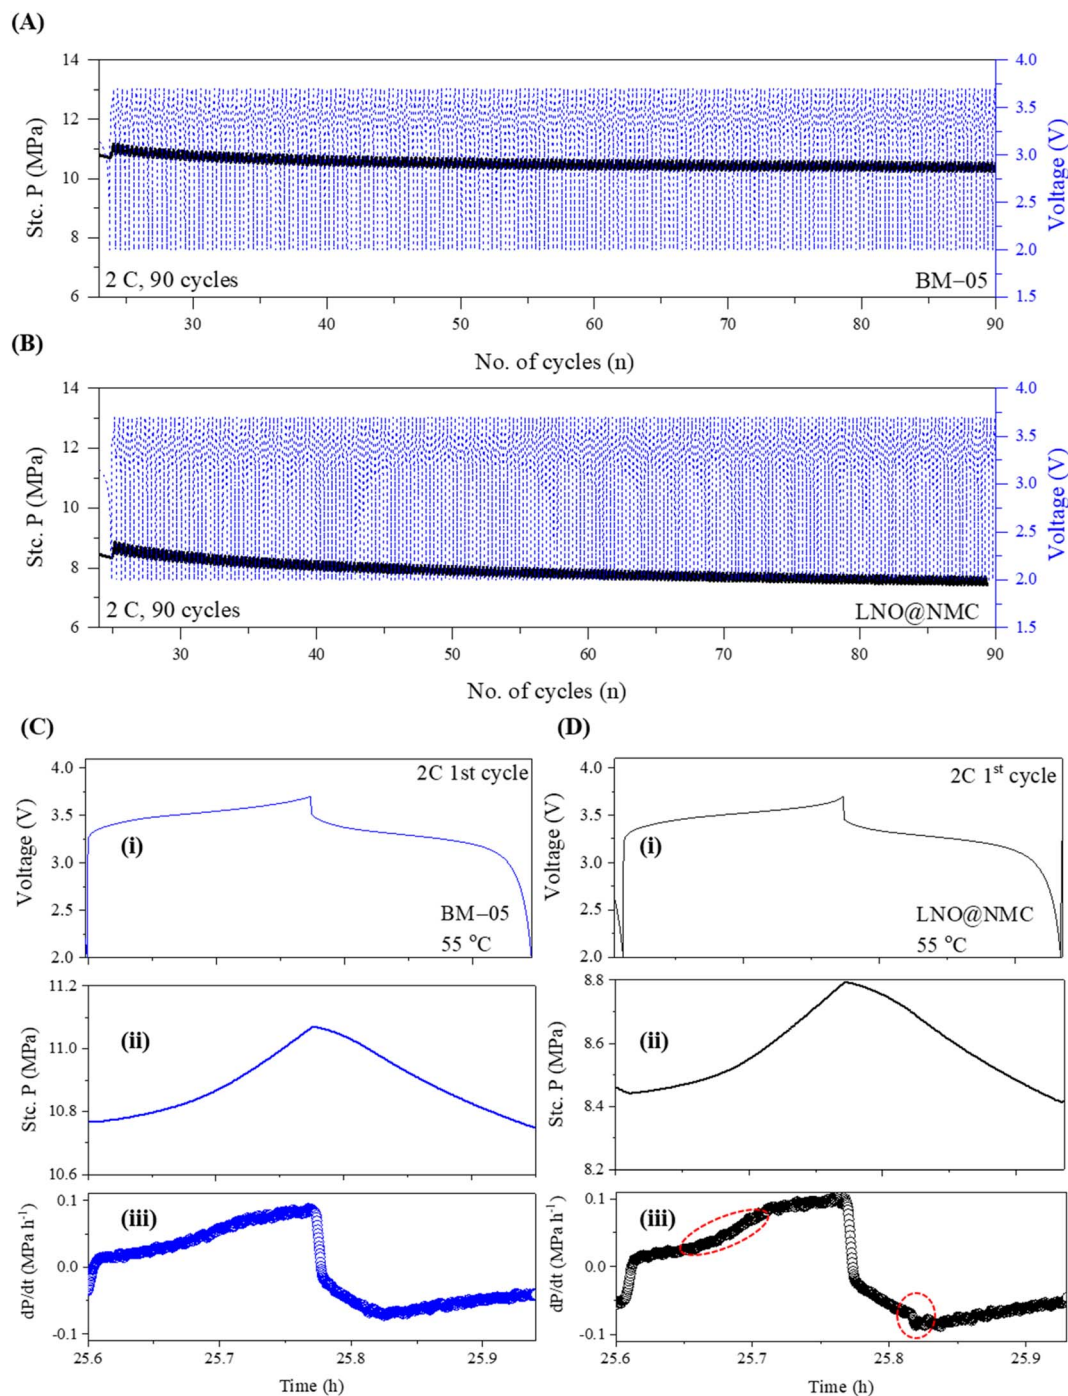 (A)
14
12
10
8
6
Stc. P (MPa)
4.0
3.5
3.0
2.5
2.0
1.5
Voltage (V)
2 C, 90 cycles
BM−05
30 40 50 60 70 80 90
No. of cycles (n)
(B)
14
12
10
8
6
Stc. P (MPa)
4.0
3.5
3.0
2.5
2.0
1.5
Voltage (V)
2 C, 90 cycles
LNO@NMC
30 40 50 60 70 80 90
No. of cycles (n)
(C)
4.0
3.5
3.0
2.5
2.0
Voltage (V)
2C 1st cycle
(i)
BM−05
55 °C
11.2
11.0
10.8
10.6
Stc. P (MPa)
(ii)
0.1
0.0
-0.1
dP/dt (MPa h⁻¹)
(iii)
25.6 25.7 25.8 25.9
Time (h)
(D)
4.0
3.5
3.0
2.5
2.0
Voltage (V)
2C 1ˢᵗ cycle
(i)
LNO@NMC
55 °C
8.8
8.6
8.4
8.2
Stc. P (MPa)
(ii)
0.1
0.0
-0.1
dP/dt (MPa h⁻¹)
(iii)
25.6 25.7 25.8 25.9
Time (h)